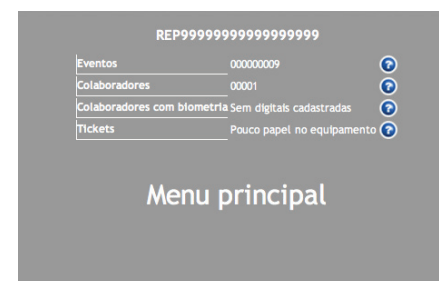 REP99999999999999999
Eventos 000000009
Colaboradores 00001
Colaboradores com biometria Sem digitais cadastradas
Tickets Pouco papel no equipamento
Menu principal